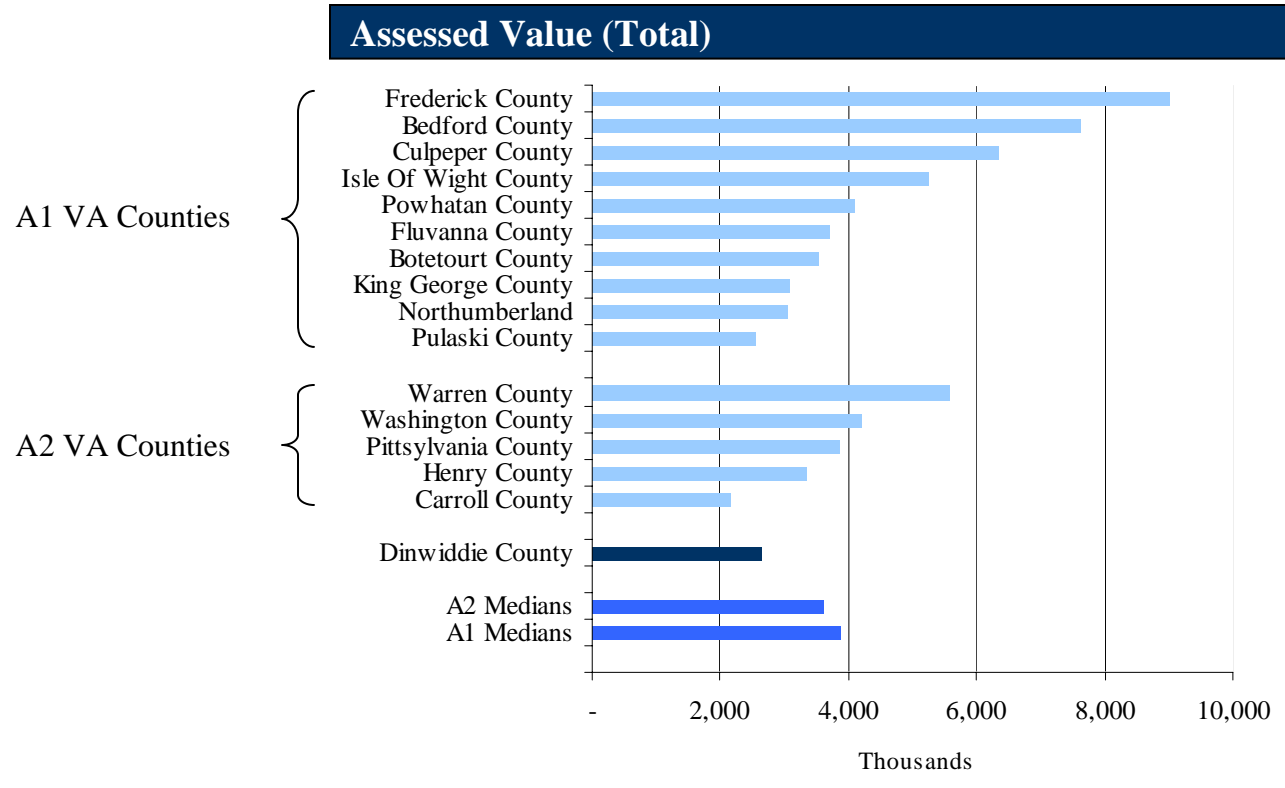 Assessed Value (Total)
A1 VA Counties
Frederick County
Bedford County
Culpeper County
Isle Of Wight County
Powhatan County
Fluvanna County
Botetourt County
King George County
Northumberland
Pulaski County
A2 VA Counties
Warren County
Washington County
Pittsylvania County
Henry County
Carroll County
Dinwiddie County
A2 Medians
A1 Medians
- 2,000 4,000 6,000 8,000 10,000
Thousands